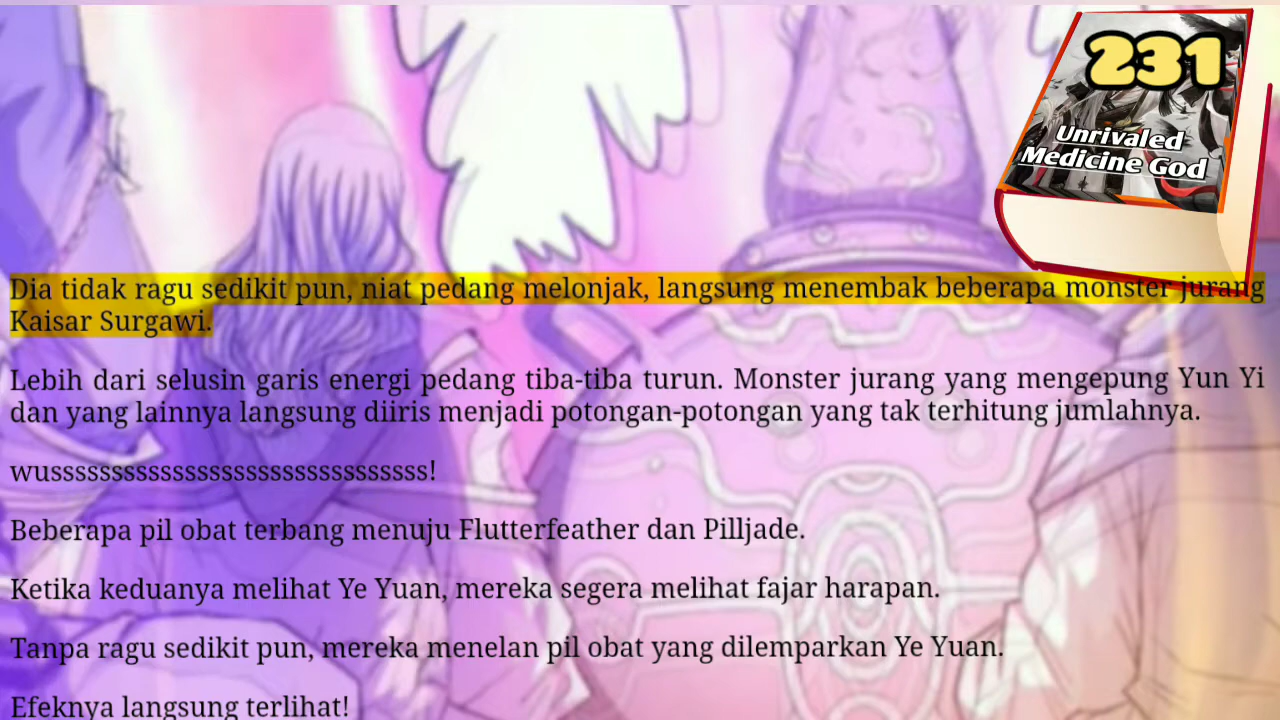 231
Unrivaled
Medicine God
Dia tidak ragu sedikit pun, niat pedang melonjak, langsung menembak beberapa monster jurang
Kaisar Surgawi.
Lebih dari selusin garis energi pedang tiba-tiba turun. Monster jurang yang mengepung Yun Yi
dan yang lainnya langsung diiris menjadi potongan-potongan yang tak terhitung jumlahnya.
wussssssssssssssssssssssssssssssss!
Beberapa pil obat terbang menuju Flutterfeather dan Pilljade.
Ketika keduanya melihat Ye Yuan, mereka segera melihat fajar harapan.
Tanpa ragu sedikit pun, mereka menelan pil obat yang dilemparkan Ye Yuan.
Efeknya langsung terlihat!